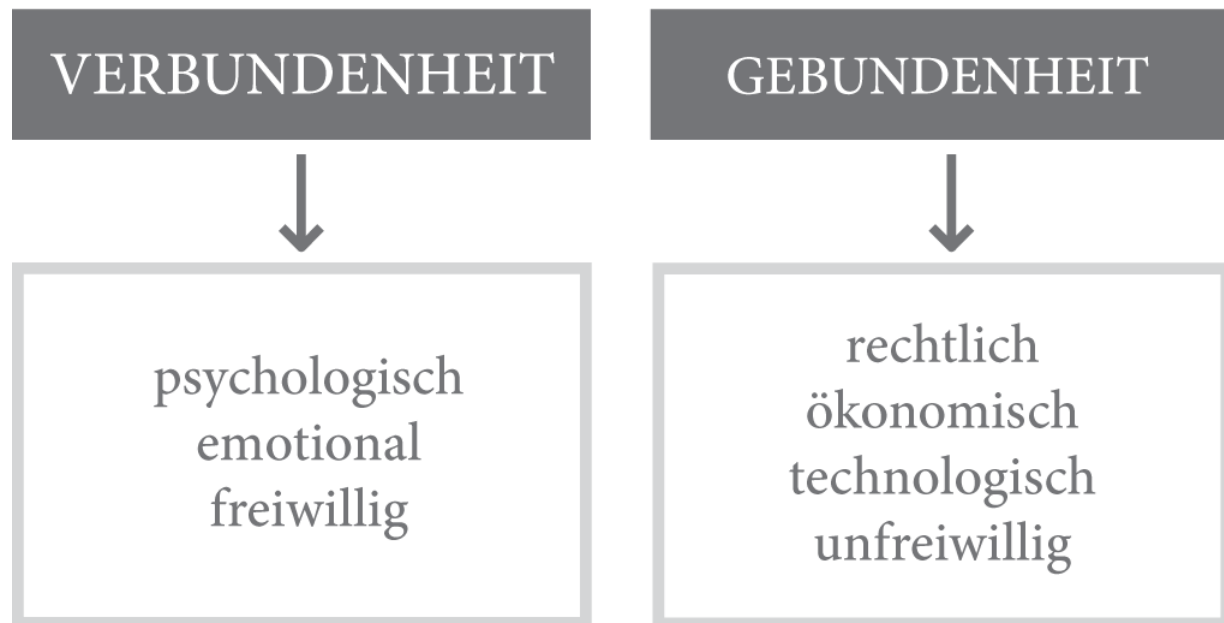 VERBUNDENHEIT
psychologisch
emotional
freiwillig
GEBUNDENHEIT
rechtlich
ökonomisch
technologisch
unfreiwillig